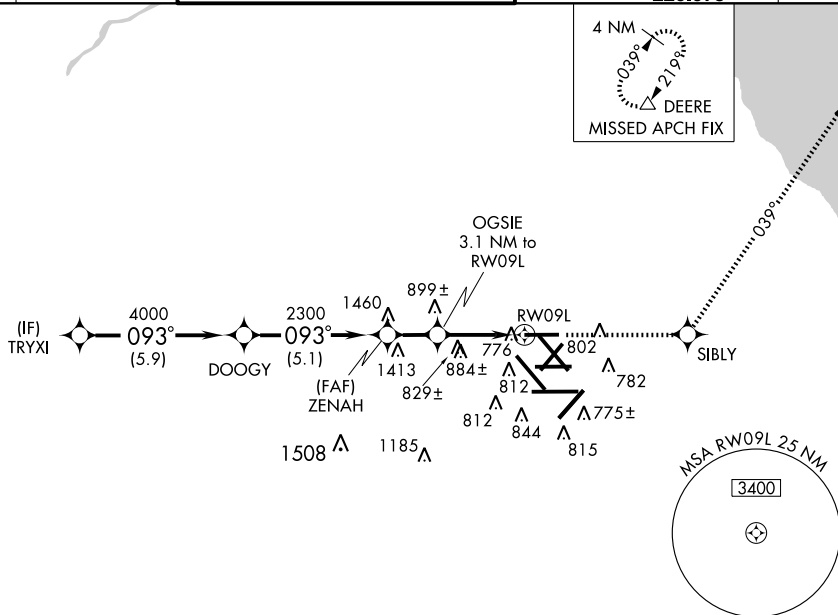 4 NM
039°
219°
DEERE
MISSED APCH FIX
039°
OGSIE
3.1 NM to
RW09L
1460
899±
RW09L
(IF)
TRYXI
4000
093°
(5.9)
DOOGY
2300
093°
(5.1)
(FAF)
ZENAH
1413
829±
884±
776
802
SIBLY
812
782
812
844
775±
815
1508
1185
MSA RW09L 25 NM
3400